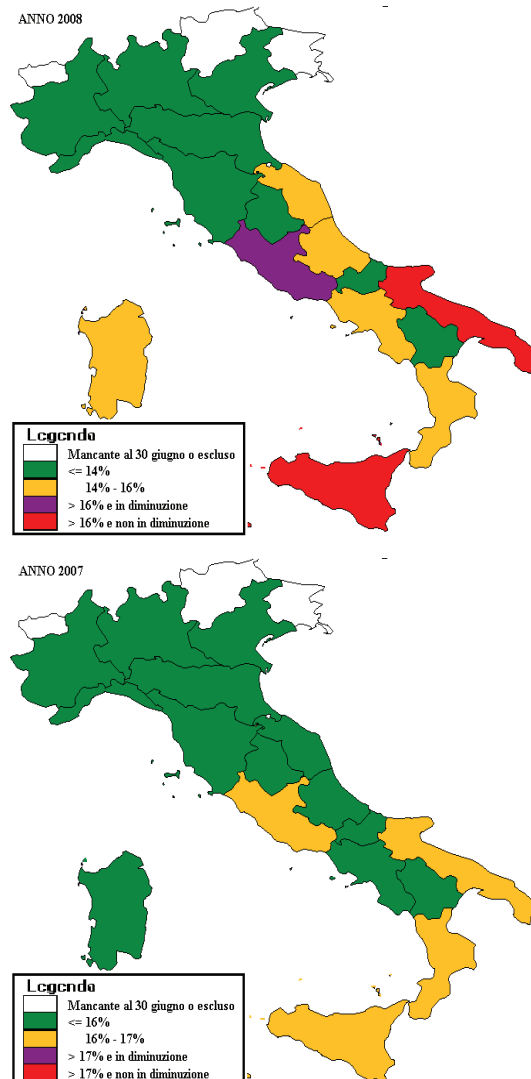 ANNO 2008
Legenda
Mancante al 30 giugno o escluso
<= 14%
14% - 16%
> 16% e in diminuzione
> 16% e non in diminuzione
ANNO 2007
Legenda
Mancante al 30 giugno o escluso
<= 16%
16% - 17%
> 17% e in diminuzione
> 17% e non in diminuzione